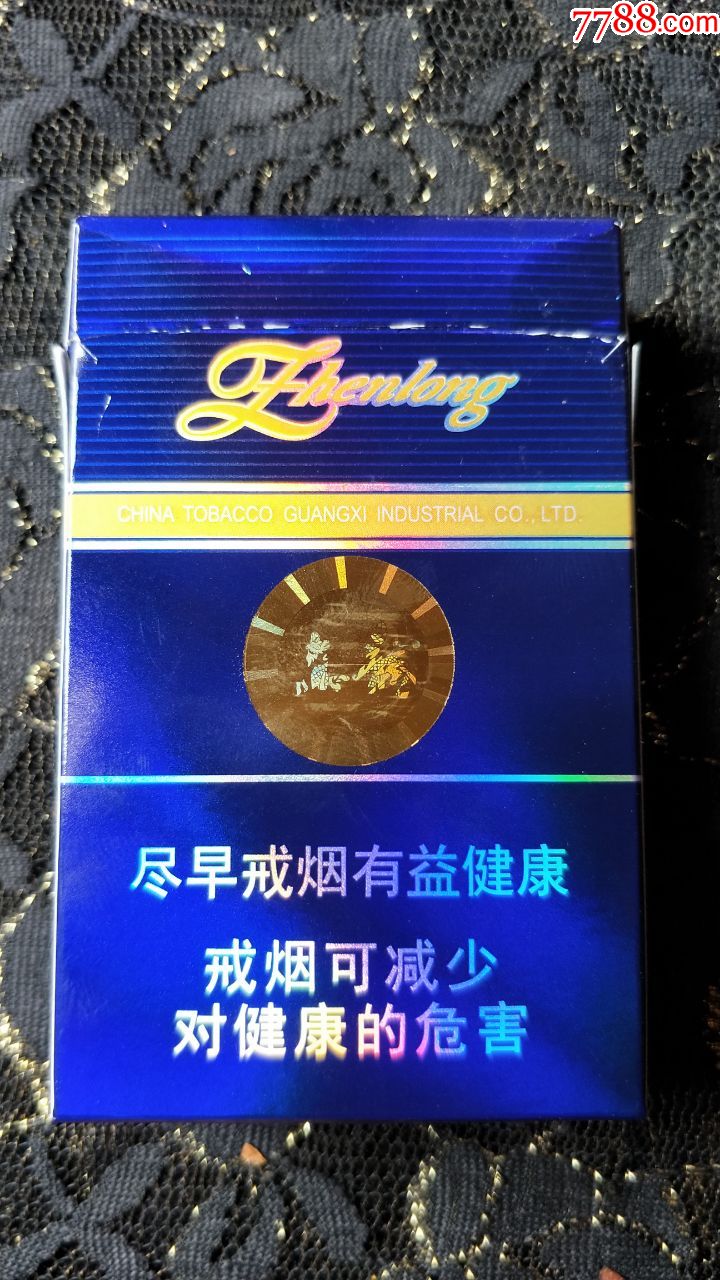 7788.com
Zhenlong
CHINA TOBACCO GUANGXI INDUSTRIAL CO.,LTD.
尽早戒烟有益健康
戒烟可减少
对健康的危害